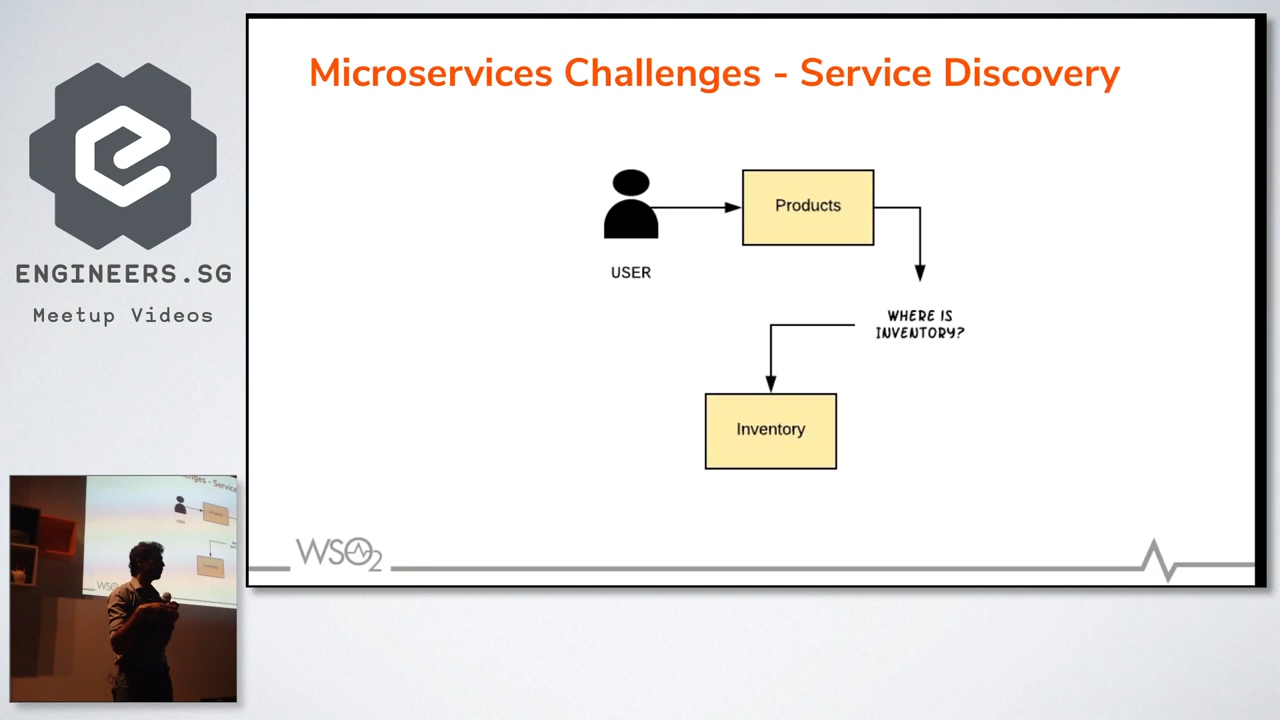 ENGINEERS.SG
Meetup Videos
Microservices Challenges - Service Discovery
USER
Products
WHERE IS
INVENTORY?
Inventory
WSO2